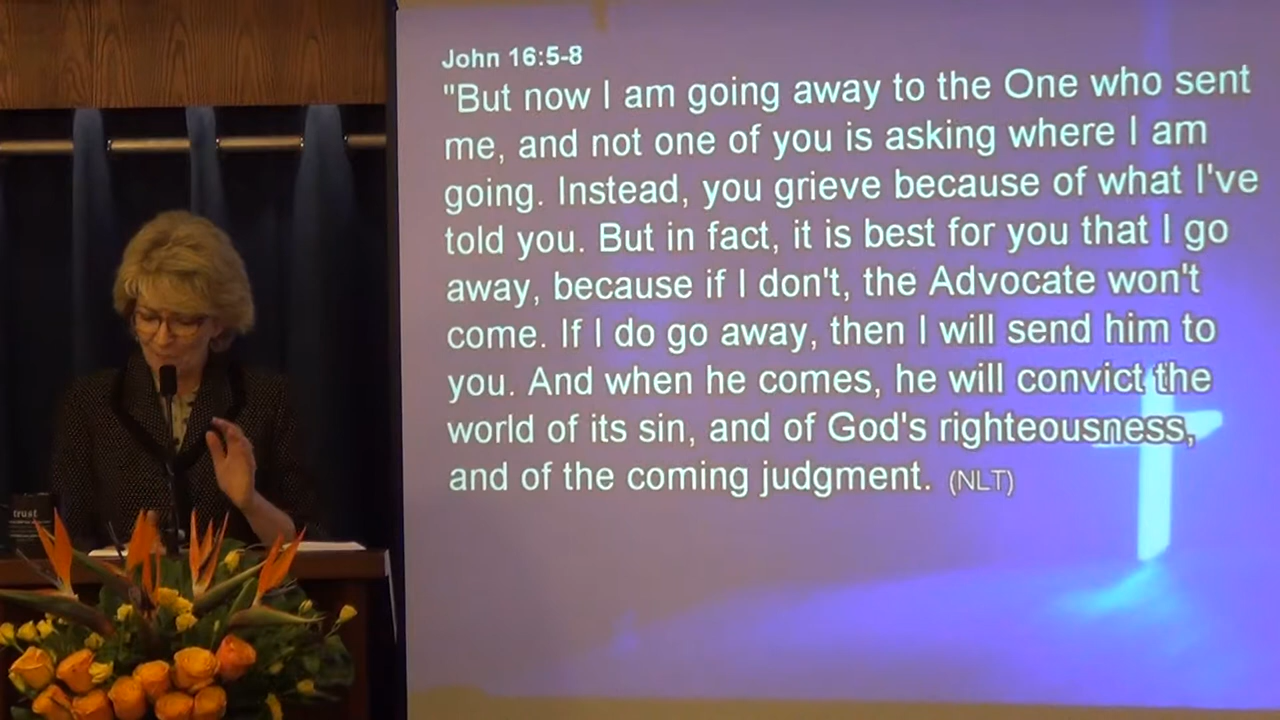 John 16:5-8
"But now I am going away to the One who sent
me, and not one of you is asking where I am
going. Instead, you grieve because of what I've
told you. But in fact, it is best for you that I go
away, because if I don't, the Advocate won't
come. If I do go away, then I will send him to
you. And when he comes, he will convict the
world of its sin, and of God's righteousness,
and of the coming judgment. (NLT)
trust